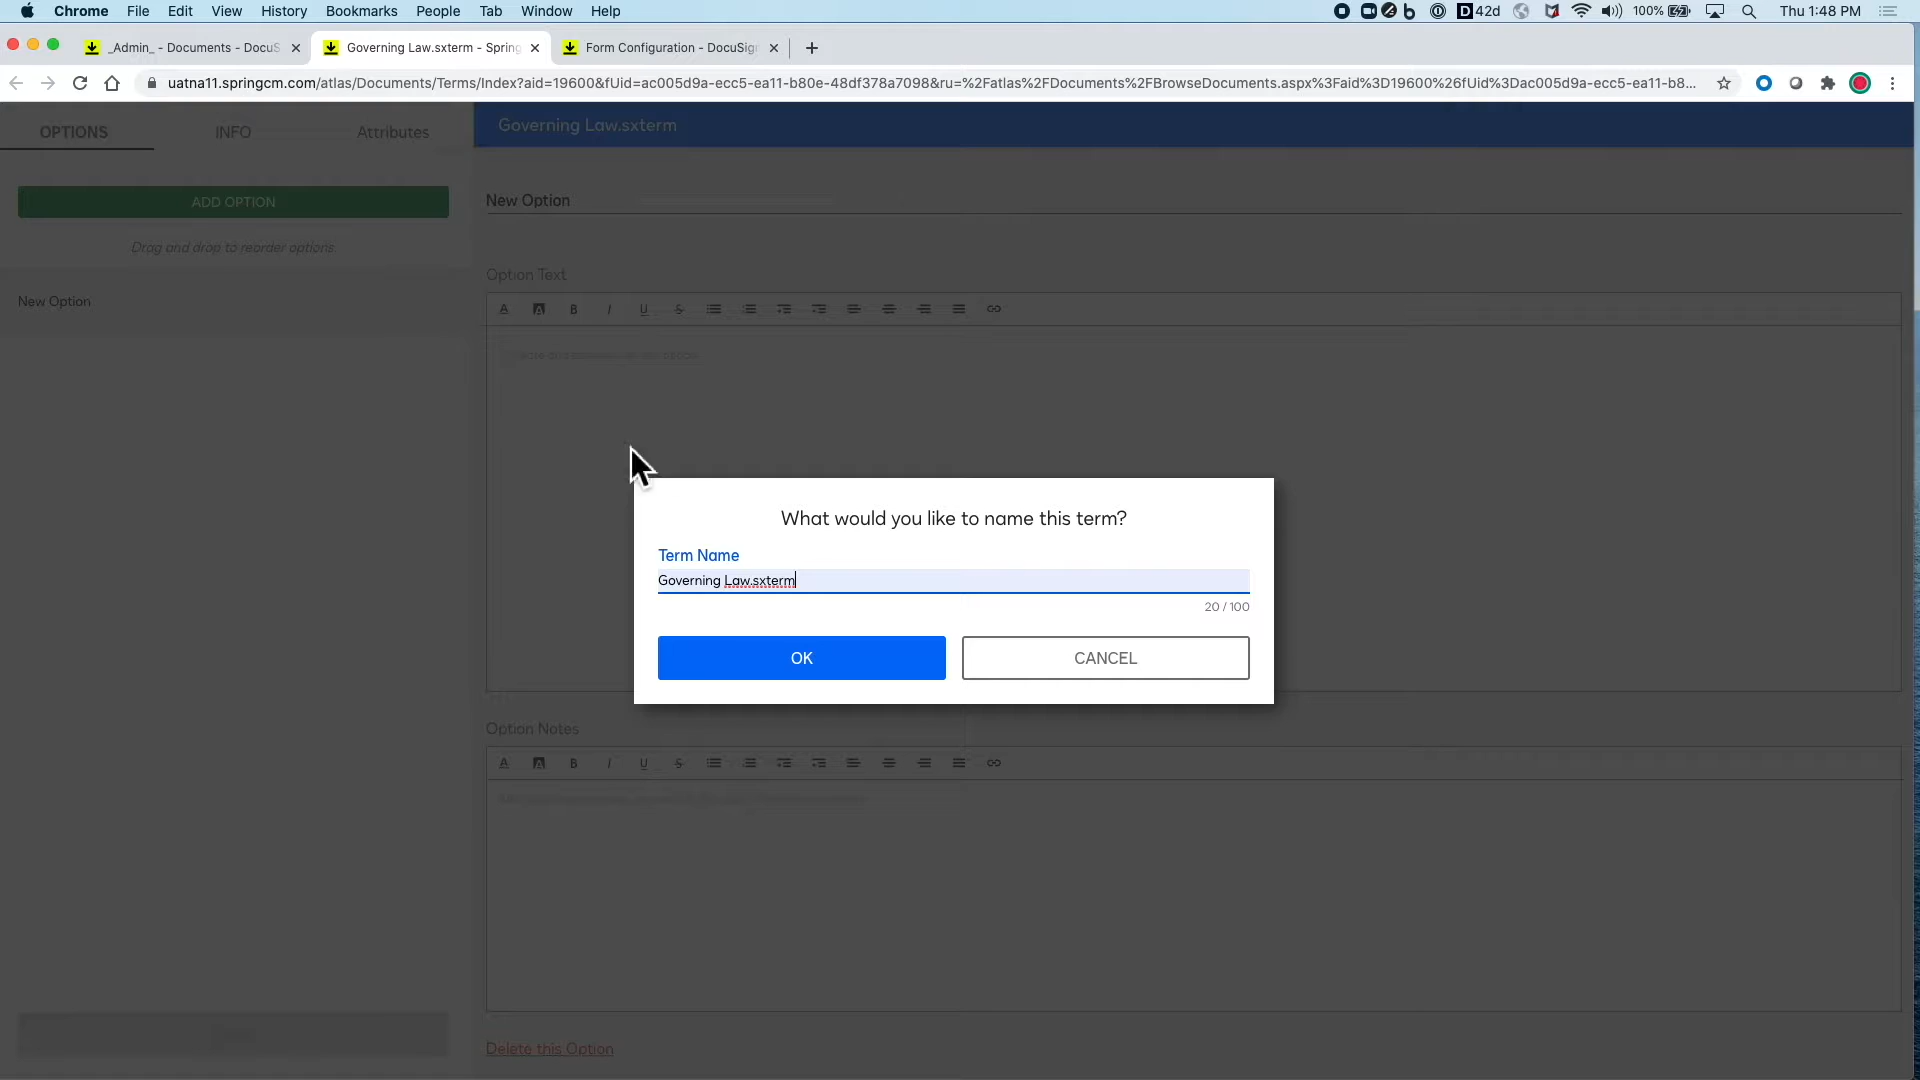 Chrome File Edit View History Bookmarks People Tab Window Help
42d 100% Thu 1:48 PM
_Admin_ - Documents - DocuS
Governing Law.sxterm - Spring
Form Configuration - DocuSig
uatna11.springcm.com/atlas/Documents/Terms/Index?aid=19600&fUid=ac005d9a-ecc5-ea11-b80e-48df378a7098&ru=%2Fatlas%2FDocuments%2FBrowseDocuments.aspx%3Faid%3D19600%26fUid%3Dac005d9a-ecc5-ea11-b8...
OPTIONS INFO Attributes
Governing Law.sxterm
ADD OPTION
Drag and drop to reorder options.
New Option
New Option
Option Text
What would you like to name this term?
Term Name
Governing Law.sxterm
20 / 100
OK CANCEL
Option Notes
Delete this Option